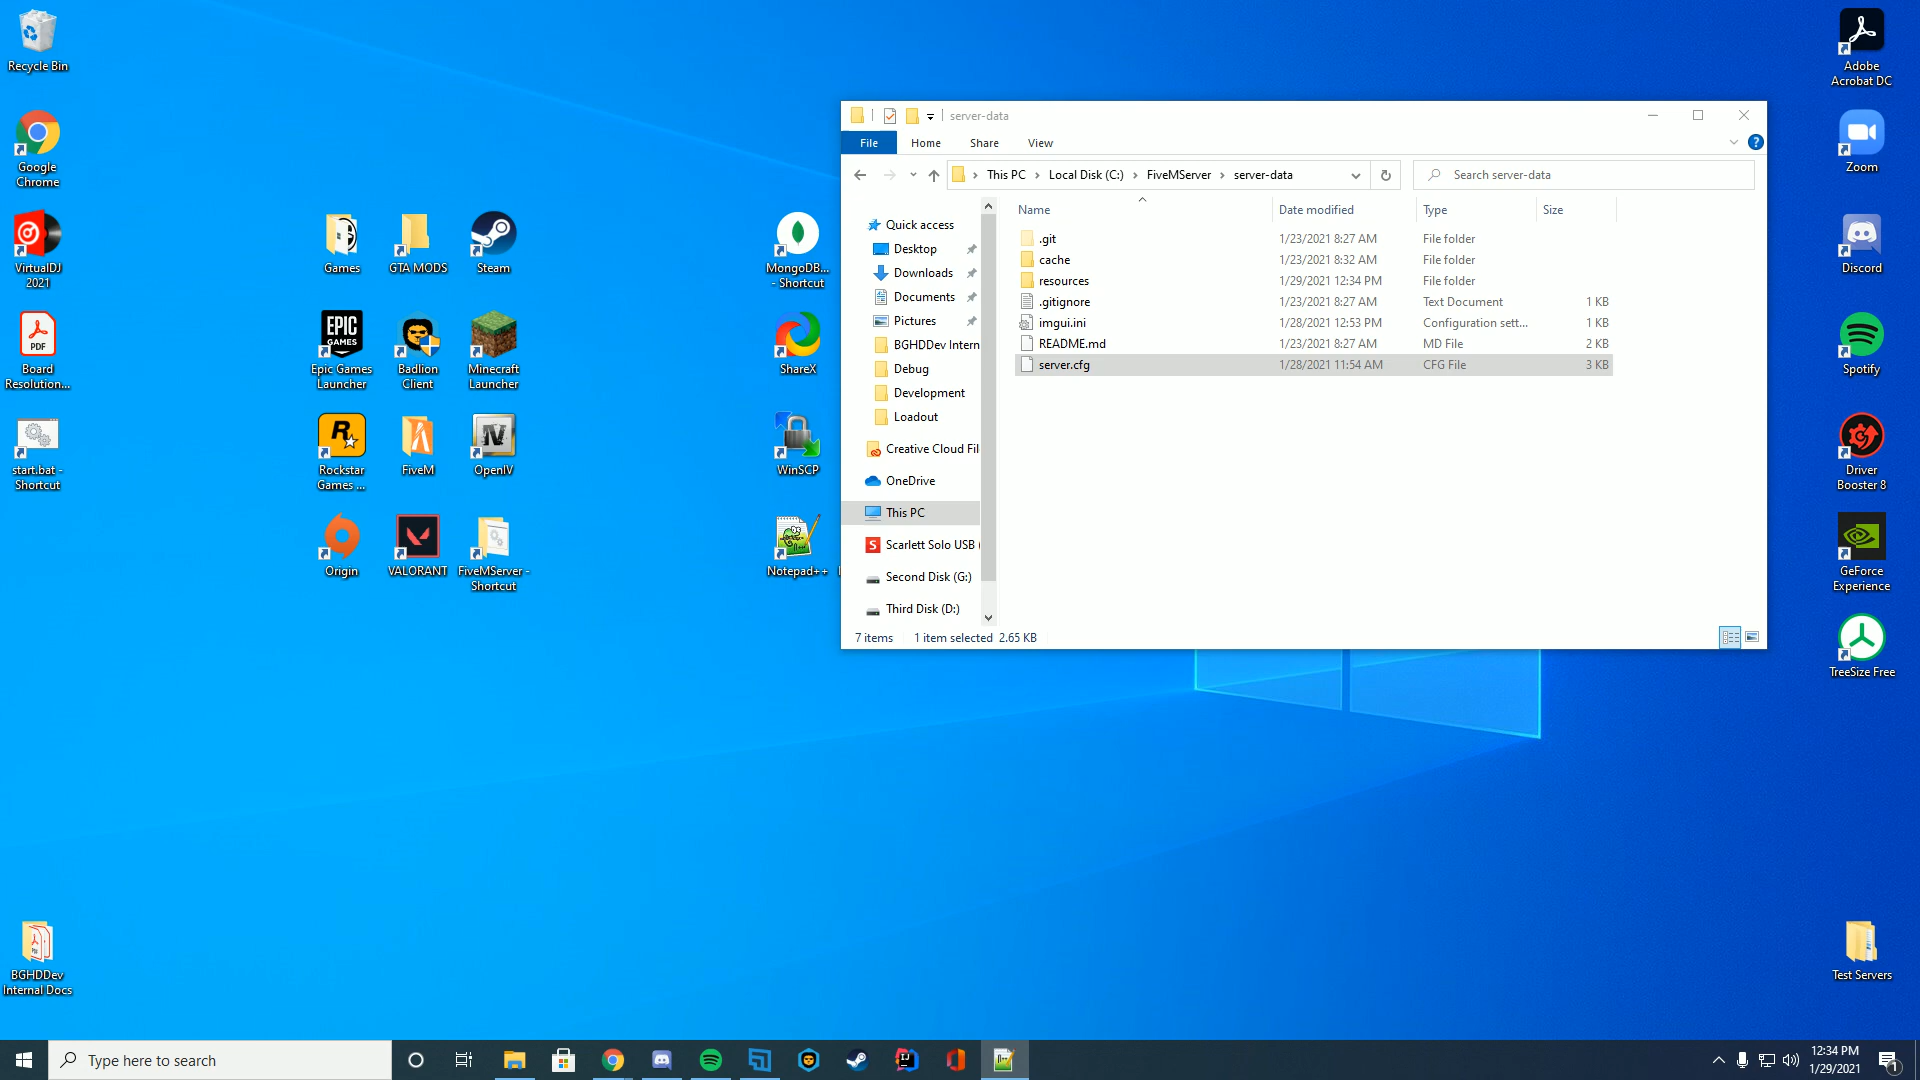 Recycle Bin
Google
Chrome
VirtualDJ
2021
PDF
Board
Resolution...
start.bat -
Shortcut
BGHDDev
Internal Docs
Games
GTA MODS
Steam
EPIC
GAMES
Epic Games
Launcher
Badlion
Client
Minecraft
Launcher
Rockstar
Games ...
FiveM
OpenIV
Origin
VALORANT
FiveMServer -
Shortcut
MongoDB...
- Shortcut
ShareX
WinSCP
Notepad++
server-data
File
Home
Share
View
This PC
Local Disk (C:)
FiveMServer
server-data
Search server-data
Quick access
Desktop
Downloads
Documents
Pictures
BGHDDev Intern
Debug
Development
Loadout
Creative Cloud Fil
OneDrive
This PC
Scarlett Solo USB (
Second Disk (G:)
Third Disk (D:)
Name Date modified Type Size
.git 1/23/2021 8:27 AM File folder
cache 1/23/2021 8:32 AM File folder
resources 1/29/2021 12:34 PM File folder
.gitignore 1/23/2021 8:27 AM Text Document 1 KB
imgui.ini 1/28/2021 12:53 PM Configuration sett... 1 KB
README.md 1/23/2021 8:27 AM MD File 2 KB
server.cfg 1/28/2021 11:54 AM CFG File 3 KB
7 items 1 item selected 2.65 KB
Adobe
Acrobat DC
Zoom
Discord
Spotify
Driver
Booster 8
GeForce
Experience
TreeSize Free
Test Servers
Type here to search
12:34 PM
1/29/2021
1